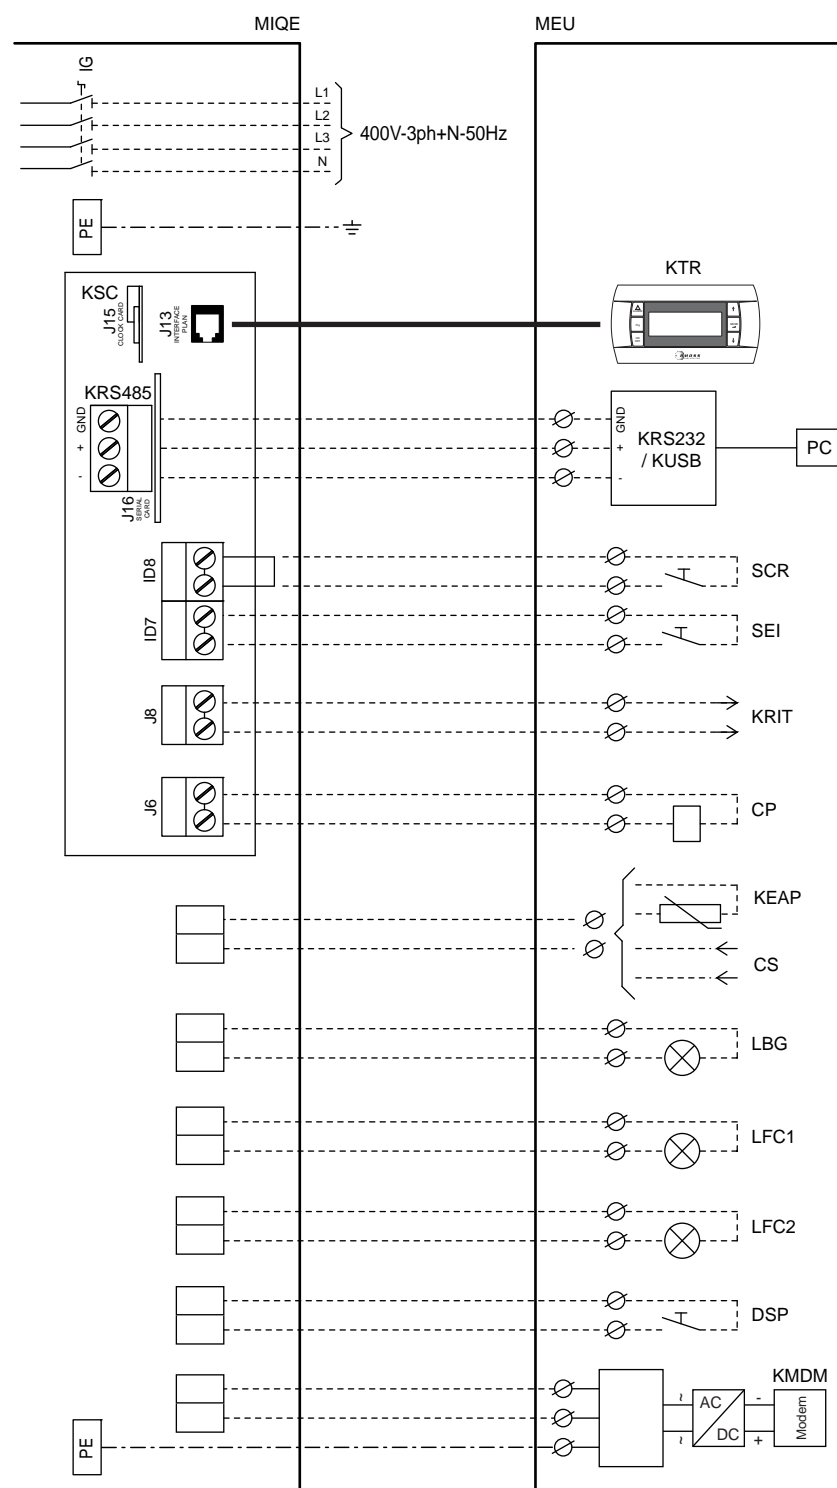 MIQE
MEU
IG
L1
L2
L3
N
400V-3ph+N-50Hz
PE
KTR
KSC
J15
CLOCK CARD
J13
INTERFACE
PLAN
RHOSS
KRS485
GND
+
-
J16
SERIAL
CARD
GND
+
-
KRS232
/ KUSB
PC
ID8
SCR
ID7
SEI
J8
KRIT
J6
CP
KEAP
CS
LBG
LFC1
LFC2
DSP
KMDM
~
~
AC
DC
-
+
Modem
PE